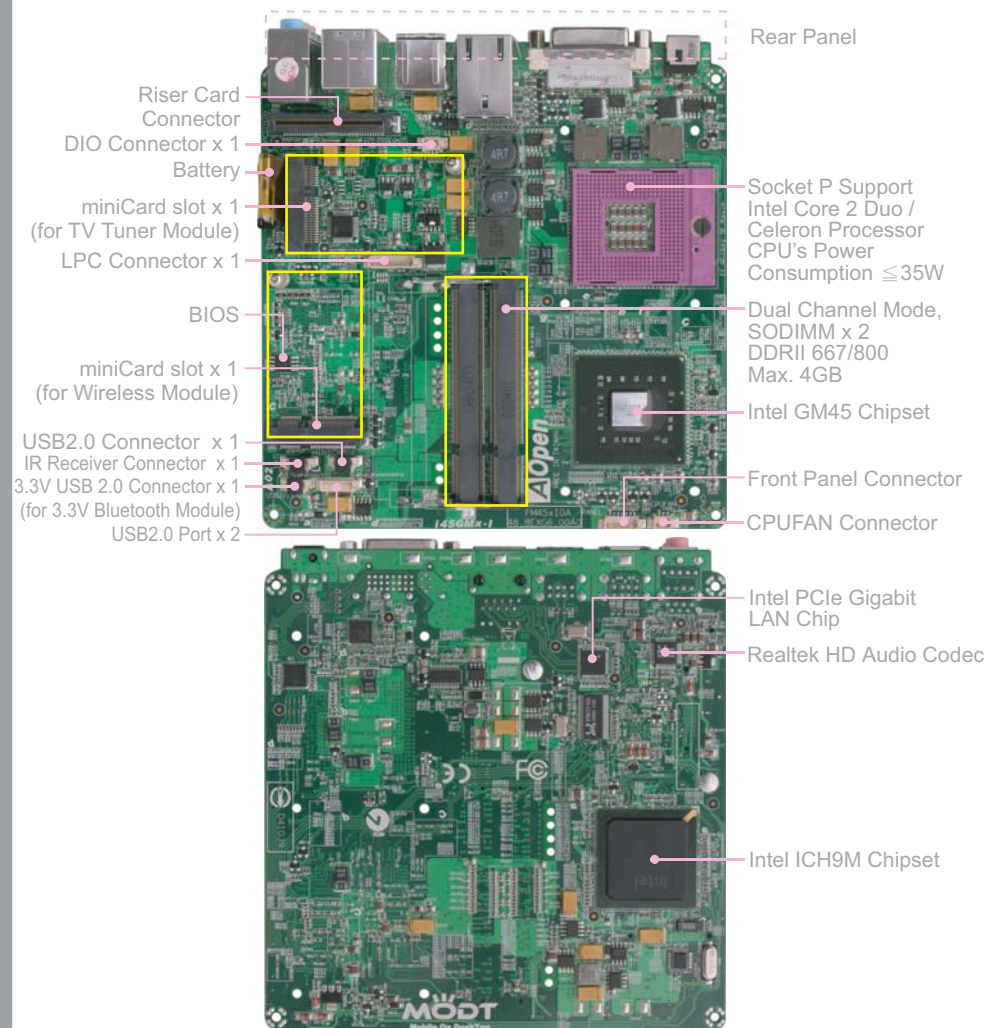 Rear Panel
Riser Card
Connector
DIO Connector x 1
Battery
miniCard slot x 1
(for TV Tuner Module)
LPC Connector x 1
BIOS
miniCard slot x 1
(for Wireless Module)
USB2.0 Connector x 1
IR Receiver Connector x 1
3.3V USB 2.0 Connector x 1
(for 3.3V Bluetooth Module)
USB2.0 Port x 2
Socket P Support
Intel Core 2 Duo /
Celeron Processor
CPU's Power
Consumption ≦35W
Dual Channel Mode,
SODIMM x 2
DDRII 667/800
Max. 4GB
Intel GM45 Chipset
Front Panel Connector
CPUFAN Connector
4R7
4R7
AOpen
i45GMx-I
Intel PCIe Gigabit
LAN Chip
Realtek HD Audio Codec
Intel ICH9M Chipset
FC
041079
intel
MODT
Mobile On DeskTop